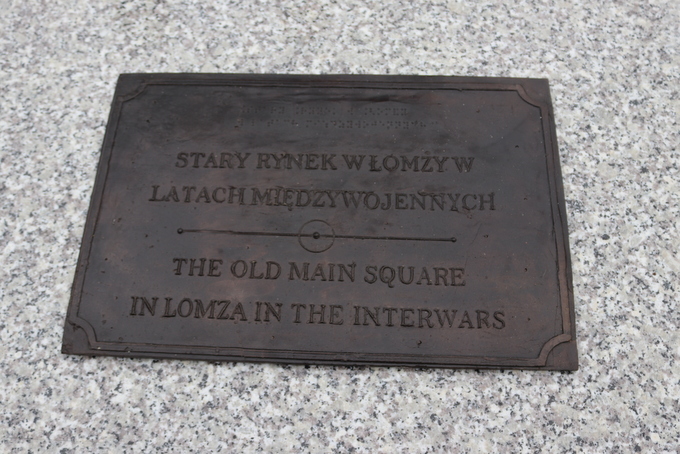 STARY RYNEK W ŁOMŻY W
LATACH MIĘDZYWOJENNYCH
THE OLD MAIN SQUARE
IN LOMZA IN THE INTERWARS